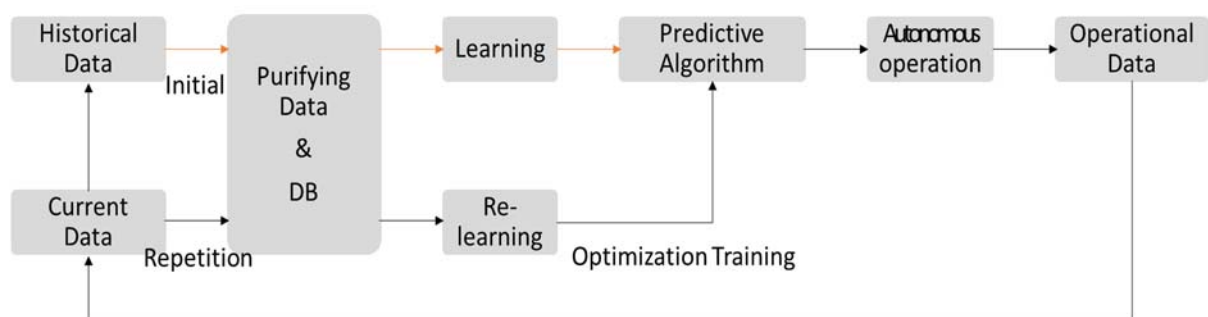 Historical
Data
Initial
Purifying
Data
&
DB
Learning
Predictive
Algorithm
Autonomous
operation
Operational
Data
Current
Data
Repetition
Re-
learning
Optimization Training